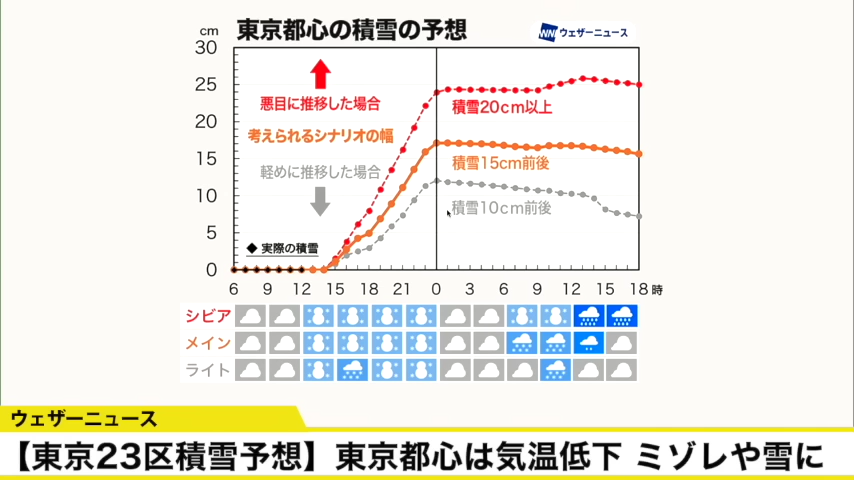 cm
東京都心の積雪の予想
WNI ウェザーニュース
30
25
20
15
10
5
0
悪目に推移した場合
考えられるシナリオの幅
軽めに推移した場合
◆ 実際の積雪
積雪20cm以上
積雪15cm前後
積雪10cm前後
6 9 12 15 18 21 0 3 6 9 12 15 18 時
シビア
メイン
ライト
ウェザーニュース
【東京23区積雪予想】東京都心は気温低下 ミゾレや雪に